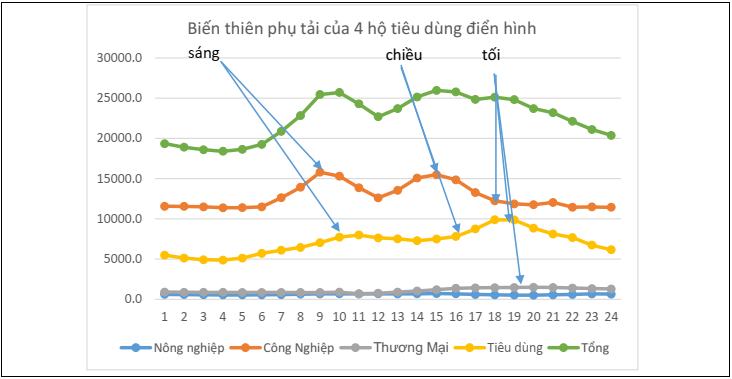 Biến thiên phụ tải của 4 hộ tiêu dùng điển hình
sáng chiều tối
30000.0
25000.0
20000.0
15000.0
10000.0
5000.0
0.0
1 2 3 4 5 6 7 8 9 10 11 12 13 14 15 16 17 18 19 20 21 22 23 24
Nông nghiệp Công Nghiệp Thương Mại Tiêu dùng Tổng